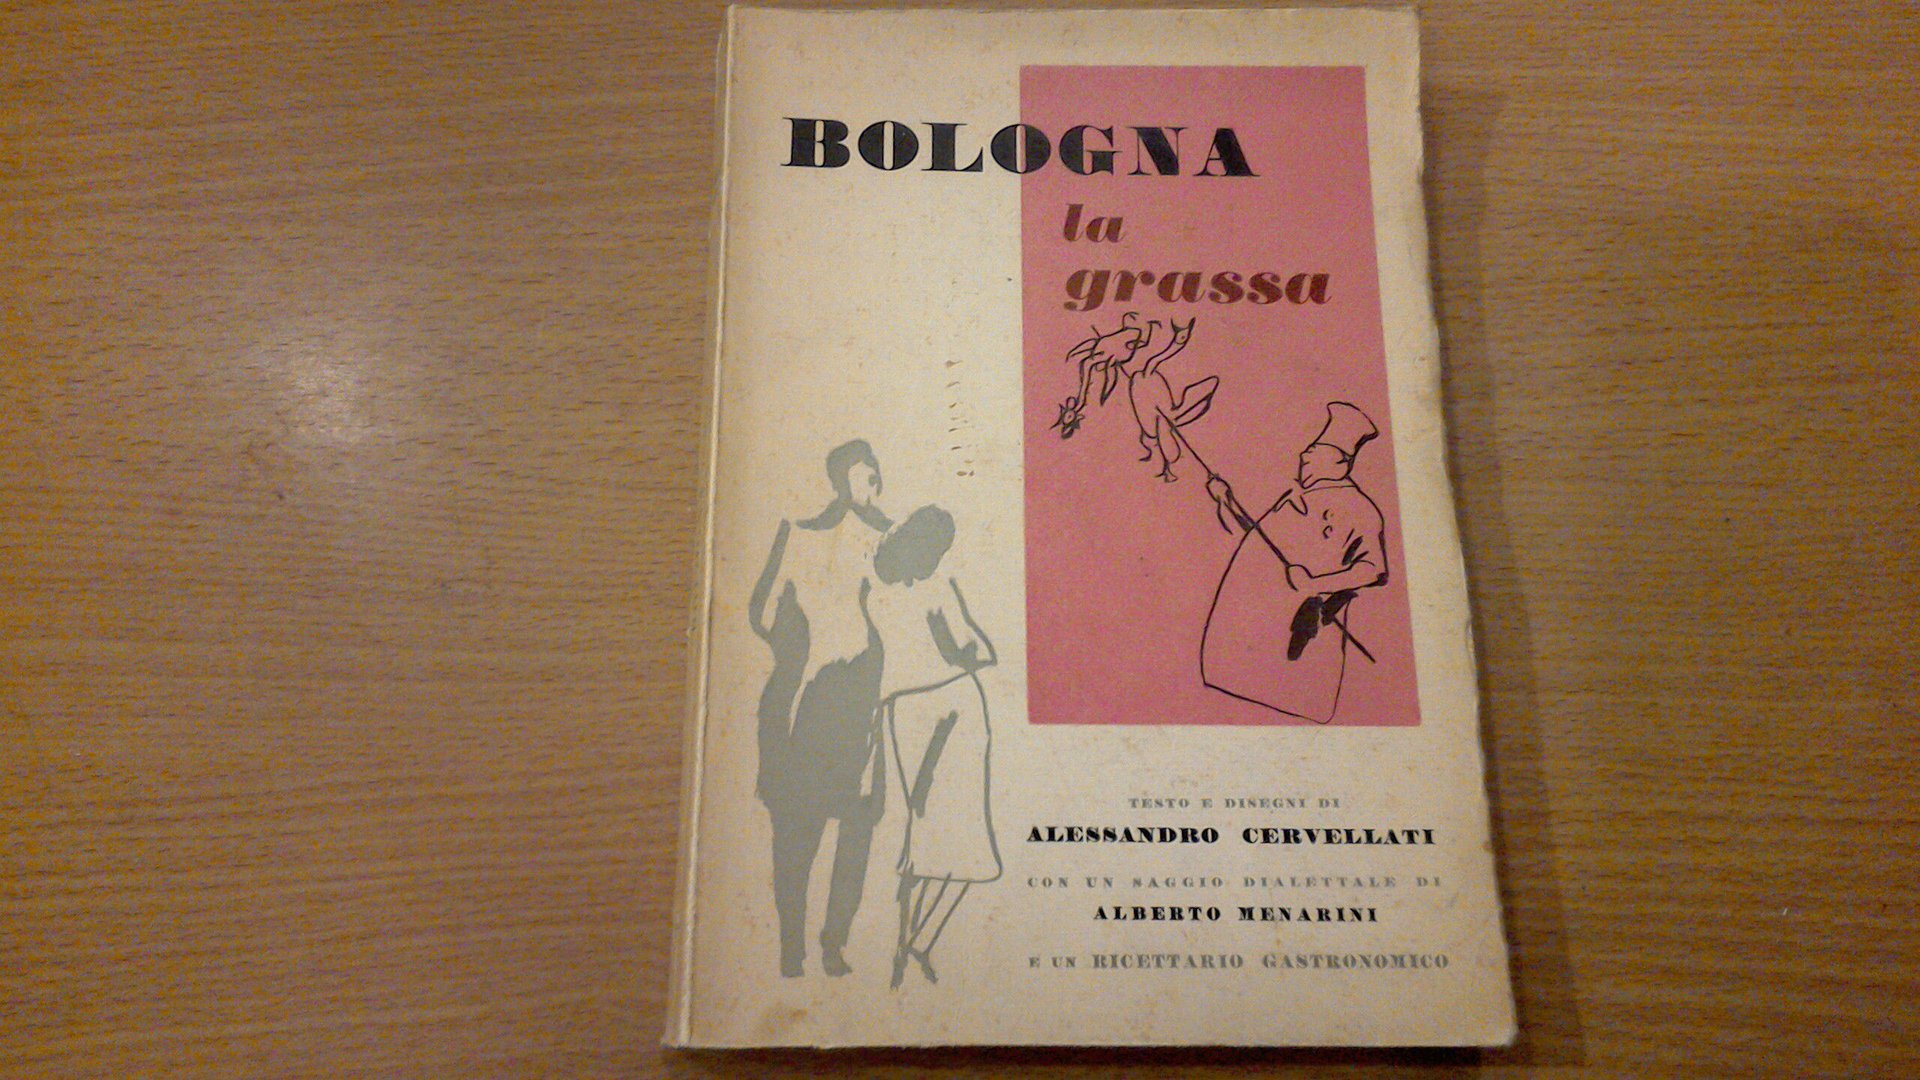 BOLOGNA
la
grassa
TESTO E DISEGNI DI
ALESSANDRO CERVELLATI
CON UN SAGGIO DIALETTALE DI
ALBERTO MENARINI
E UN RICETTARIO GASTRONOMICO